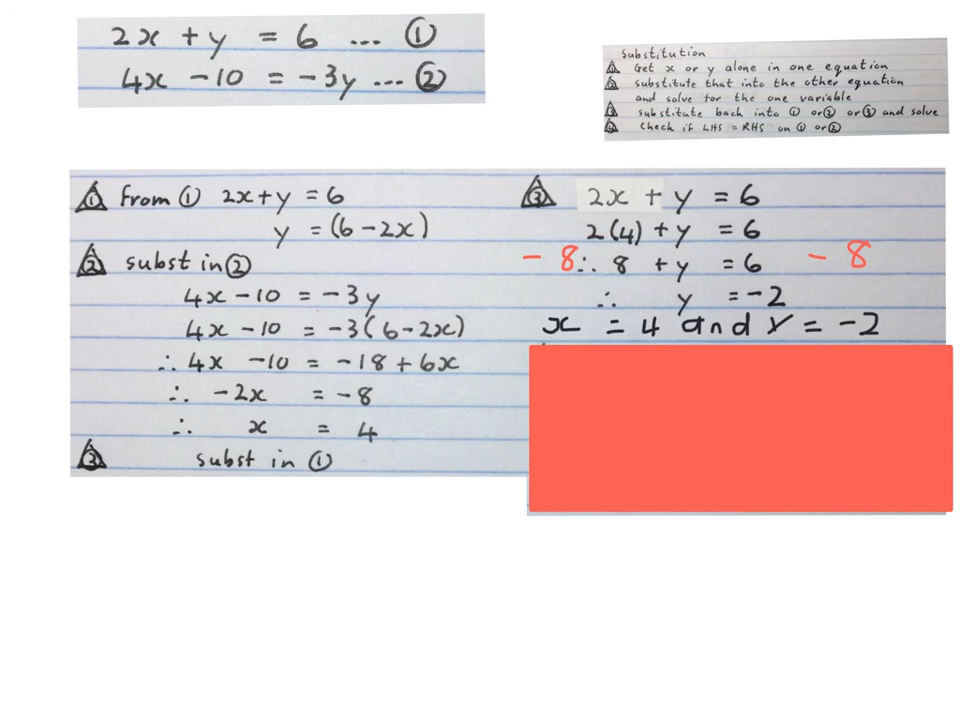 2x + y = 6 ... ①
4x - 10 = -3y ... ②
Substitution
① Get x or y alone in one equation
② substitute that into the other equation
and solve for the one variable
③ substitute back into ① or ② or ③ and solve
④ Check if LHS = RHS on ① or ②
① From ① 2x + y = 6
y = (6 - 2x)
② subst in ②
4x - 10 = -3y
4x - 10 = -3(6 - 2x)
∴ 4x - 10 = -18 + 6x
∴ -2x = -8
∴ x = 4
③ subst in ①
③ 2x + y = 6
2(4) + y = 6
- 8 ∴ 8 + y = 6 - 8
∴ y = -2
x = 4 and y = -2